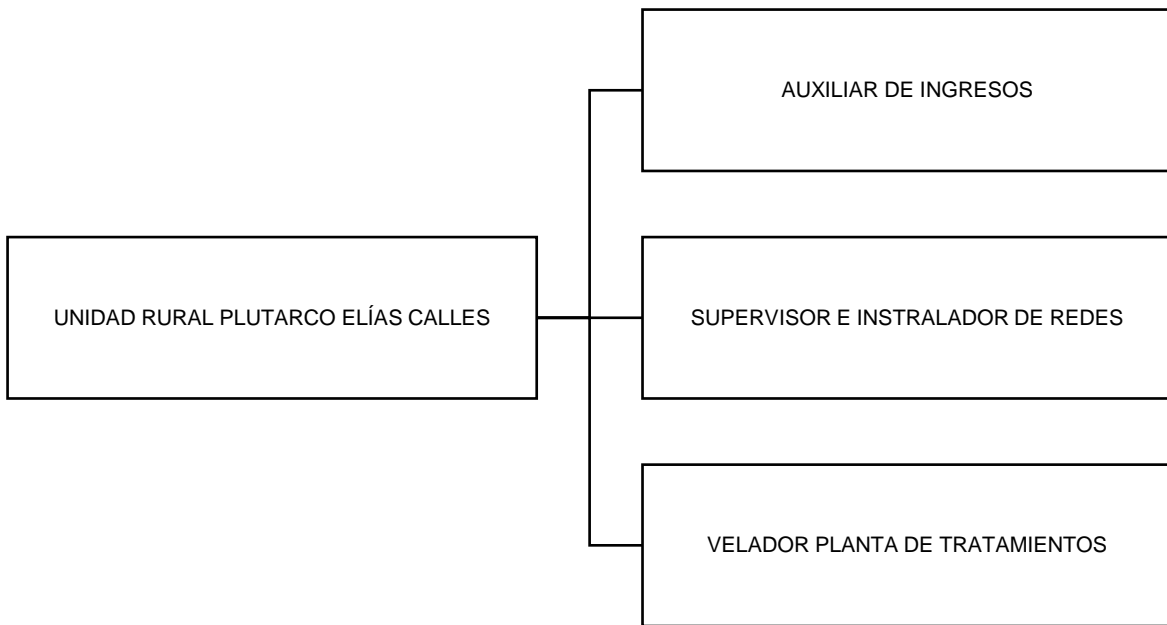 AUXILIAR DE INGRESOS
UNIDAD RURAL PLUTARCO ELÍAS CALLES
SUPERVISOR E INSTRALADOR DE REDES
VELADOR PLANTA DE TRATAMIENTOS